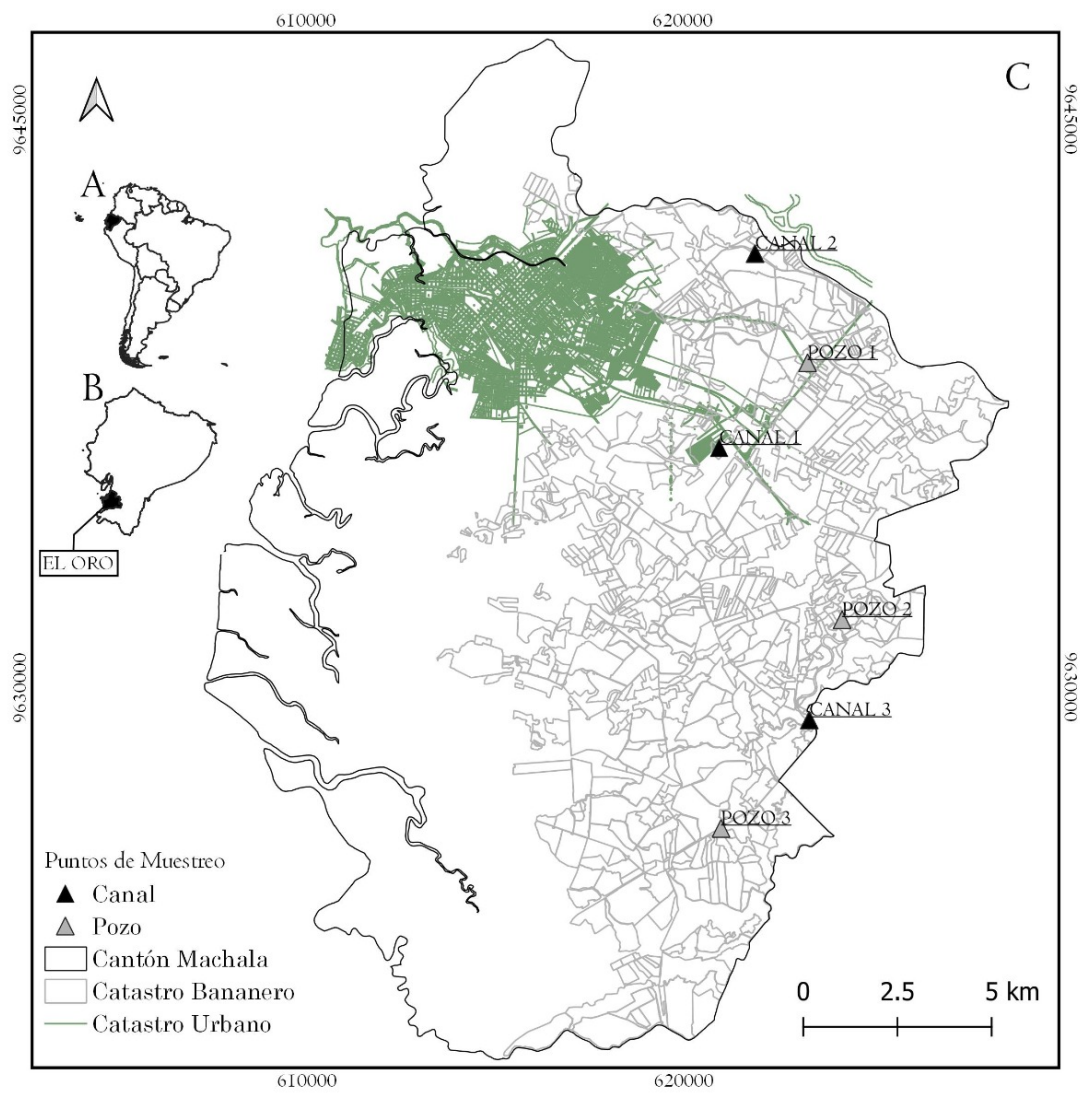 610000 620000
9645000 9645000
C
A
CANAL 2
POZO 1
B
CANAL 1
EL ORO
POZO 2
9630000 9630000
CANAL 3
POZO 3
Puntos de Muestreo
Canal
Pozo
Cantón Machala
Catastro Bananero
Catastro Urbano
0 2.5 5 km
610000 620000